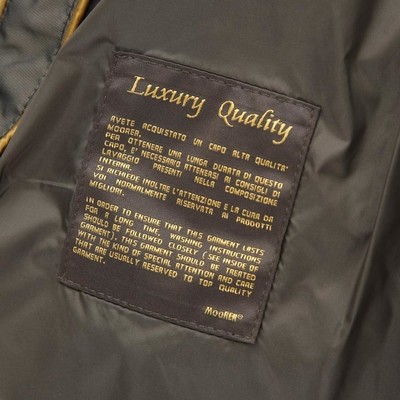 Luxury Quality
AVETE ACQUISTATO UN CAPO ALTA QUALITA'
MOORER.
PER OTTENERE UNA LUNGA DURATA DI QUESTO
CAPO, E' NECESSARIO ATTENERSI AI CONSIGLI DI
LAVAGGIO PRESENTI NELLA COMPOSIZIONE
INTERNA.
SI RICHIEDE INOLTRE L'ATTENZIONE E LA CURA DA
VOI NORMALMENTE RISERVATA AI PRODOTTI
MIGLIORI.
IN ORDER TO ENSURE THAT THIS GARMENT LASTS
FOR A LONG TIME, WASHING INSTRUCTIONS
SHOULD BE FOLLOWED CLOSELY (SEE INSIDE OF
GARMENT), THIS GARMENT SHOULD BE TREATED
WITH THE KIND OF SPECIAL ATTENTION AND CARE
THAT ARE USUALLY RESERVED TO TOP QUALITY
GARMENT.
MOORER®